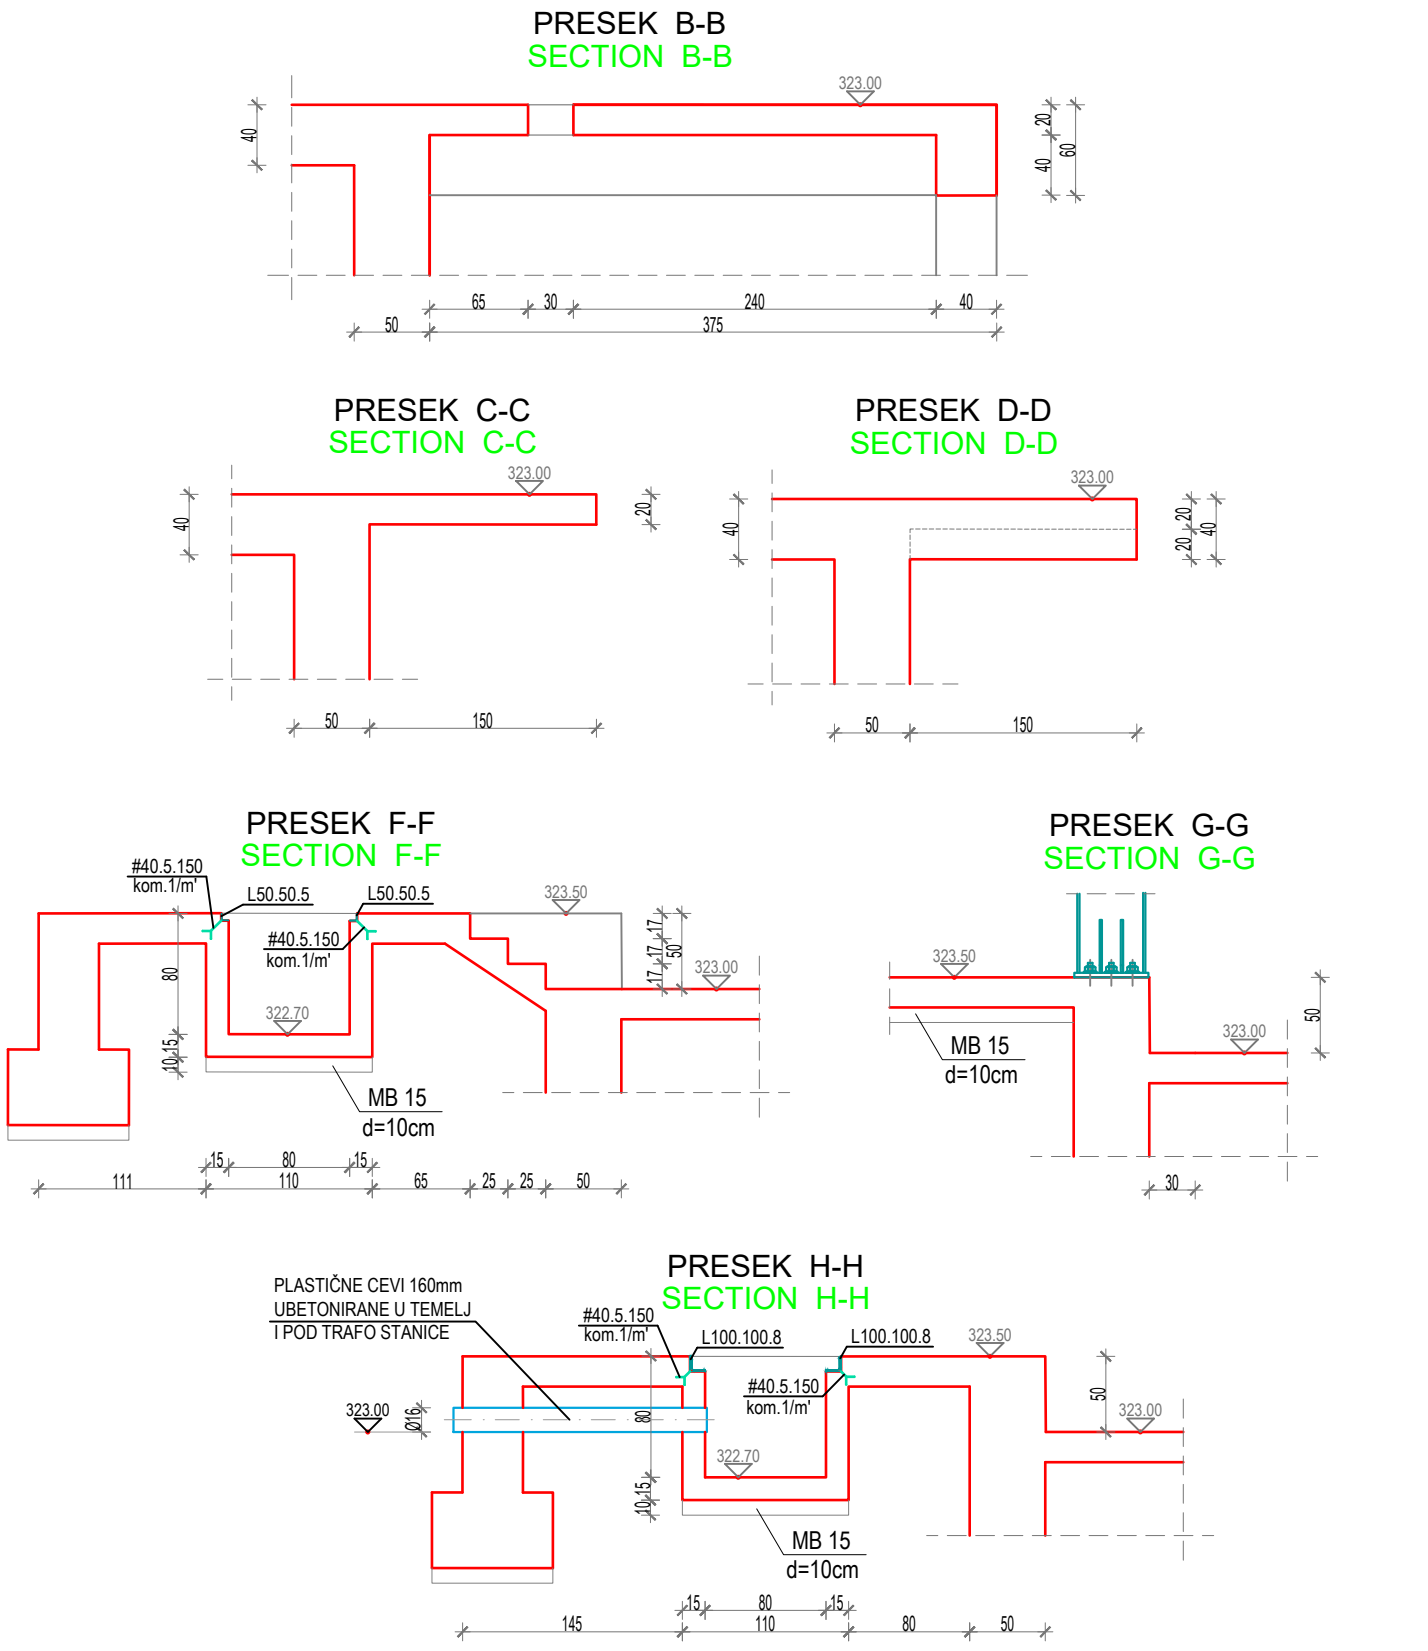 PRESEK B-B
SECTION B-B
323.00
40
20
40
60
65
30
240
40
50
375
PRESEK C-C
SECTION C-C
323.00
40
20
50
150
PRESEK D-D
SECTION D-D
323.00
40
20
20
40
50
150
PRESEK F-F
SECTION F-F
#40.5.150
kom.1/m'
L50.50.5
L50.50.5
#40.5.150
kom.1/m'
323.50
80
17
17
17
50
323.00
322.70
15
10
MB 15
d=10cm
15
80
15
111
110
65
25
25
50
PRESEK G-G
SECTION G-G
323.50
50
323.00
MB 15
d=10cm
30
PRESEK H-H
SECTION H-H
PLASTIČNE CEVI 160mm
UBETONIRANE U TEMELJ
I POD TRAFO STANICE
#40.5.150
kom.1/m'
L100.100.8
L100.100.8
323.50
#40.5.150
kom.1/m'
80
50
323.00
Ø16
323.00
322.70
15
10
MB 15
d=10cm
15
80
15
145
110
80
50